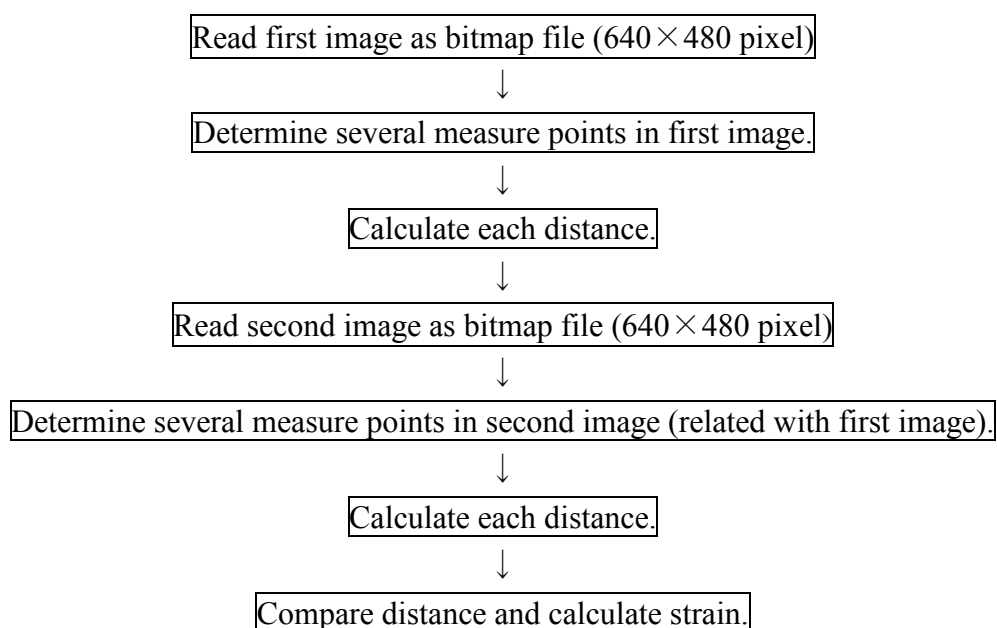 Read first image as bitmap file (640×480 pixel)
↓
Determine several measure points in first image.
↓
Calculate each distance.
↓
Read second image as bitmap file (640×480 pixel)
↓
Determine several measure points in second image (related with first image).
↓
Calculate each distance.
↓
Compare distance and calculate strain.